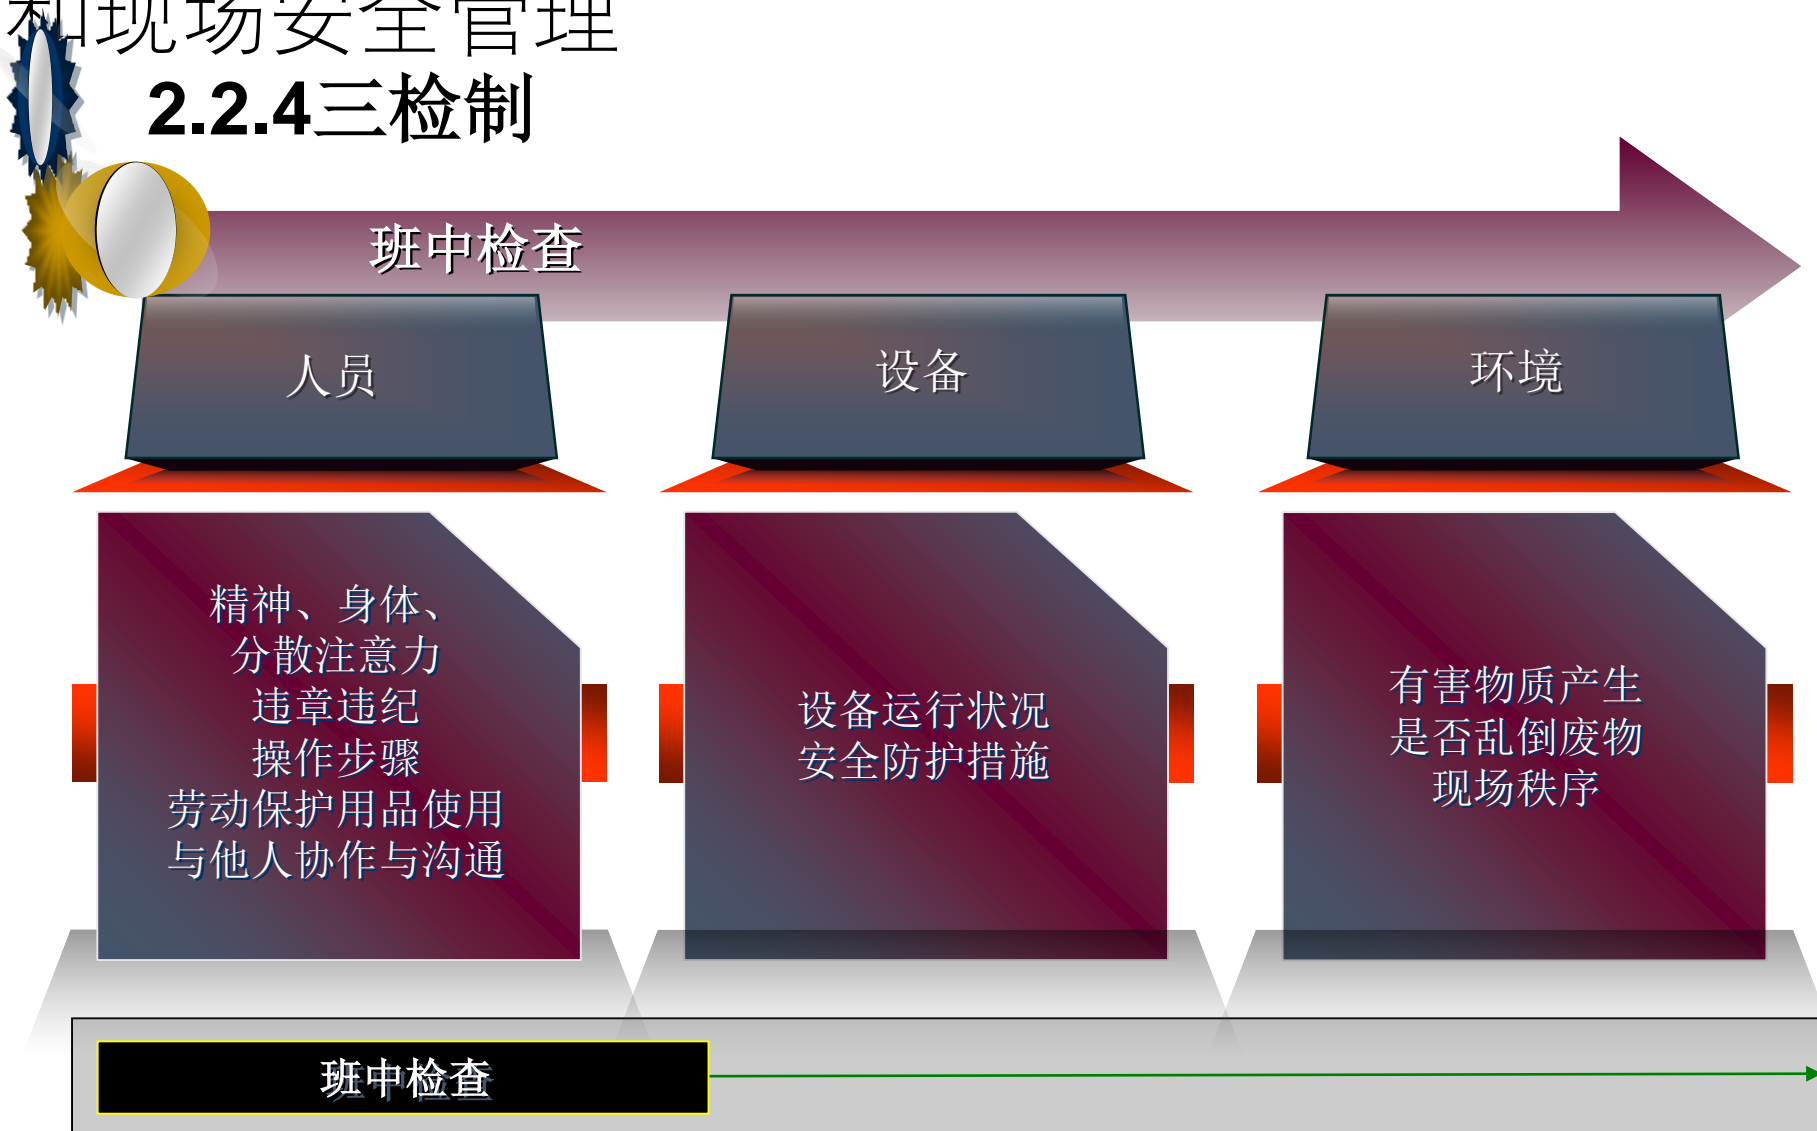 和现场安全管理
2.2.4三检制
班中检查
人员
设备
环境
精神、身体、
分散注意力
违章违纪
操作步骤
劳动保护用品使用
与他人协作与沟通
设备运行状况
安全防护措施
有害物质产生
是否乱倒废物
现场秩序
班中检查